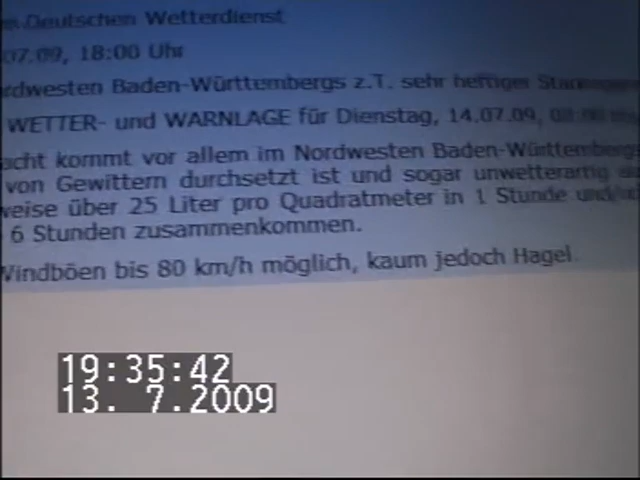 Deutschen Wetterdienst
07.09, 18:00 Uhr
rdwesten Baden-Württembergs z.T. sehr heftiger
WETTER- und WARNLAGE für Dienstag, 14.07.09,
acht kommt vor allem im Nordwesten Baden-Württembergs
von Gewittern durchsetzt ist und sogar unwetterartig
weise über 25 Liter pro Quadratmeter in 1 Stunde
6 Stunden zusammenkommen.
Windböen bis 80 km/h möglich, kaum jedoch Hagel.
19:35:42
13. 7.2009